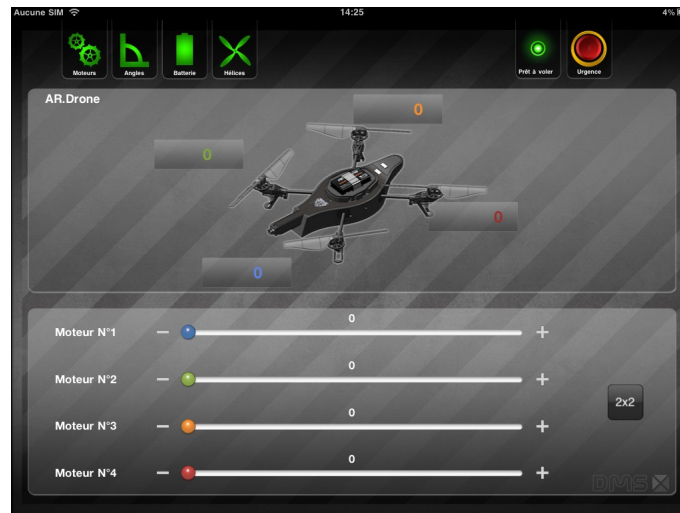 Aucune SIM 14:25 4%
Moteurs Angles Batterie Hélices Prêt à voler Urgence
AR.Drone
0
0
0
0
0
Moteur N°1 − +
0
Moteur N°2 − +
0
Moteur N°3 − +
0
Moteur N°4 − +
2x2
DMS X